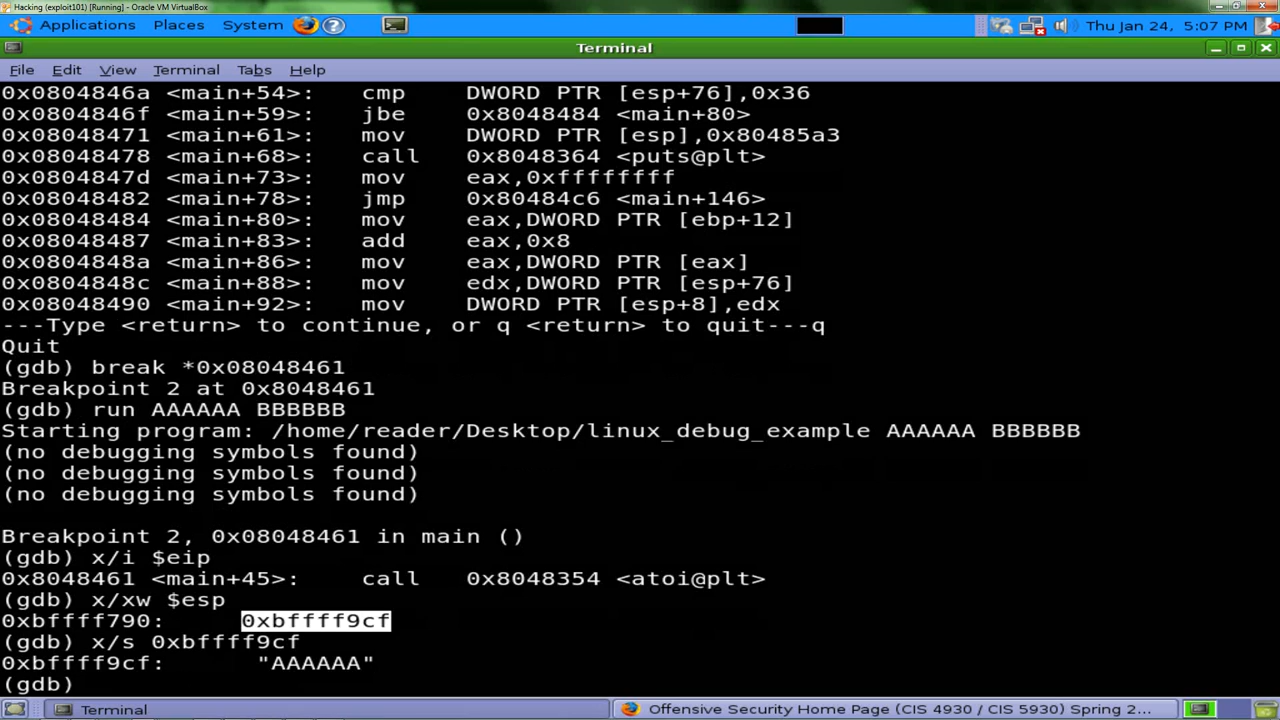 Hacking (exploit101) [Running] - Oracle VM VirtualBox
Applications Places System Thu Jan 24, 5:07 PM
Terminal
File Edit View Terminal Tabs Help
0x0804846a <main+54>: cmp DWORD PTR [esp+76],0x36
0x0804846f <main+59>: jbe 0x8048484 <main+80>
0x08048471 <main+61>: mov DWORD PTR [esp],0x80485a3
0x08048478 <main+68>: call 0x8048364 <puts@plt>
0x0804847d <main+73>: mov eax,0xffffffff
0x08048482 <main+78>: jmp 0x80484c6 <main+146>
0x08048484 <main+80>: mov eax,DWORD PTR [ebp+12]
0x08048487 <main+83>: add eax,0x8
0x0804848a <main+86>: mov eax,DWORD PTR [eax]
0x0804848c <main+88>: mov edx,DWORD PTR [esp+76]
0x08048490 <main+92>: mov DWORD PTR [esp+8],edx
---Type <return> to continue, or q <return> to quit---q
Quit
(gdb) break *0x08048461
Breakpoint 2 at 0x8048461
(gdb) run AAAAAA BBBBBB
Starting program: /home/reader/Desktop/linux_debug_example AAAAAA BBBBBB
(no debugging symbols found)
(no debugging symbols found)
(no debugging symbols found)
Breakpoint 2, 0x08048461 in main ()
(gdb) x/i $eip
0x8048461 <main+45>: call 0x8048354 <atoi@plt>
(gdb) x/xw $esp
0xbffff790: 0xbffff9cf
(gdb) x/s 0xbffff9cf
0xbffff9cf: "AAAAAA"
(gdb)
Terminal Offensive Security Home Page (CIS 4930 / CIS 5930) Spring 2...